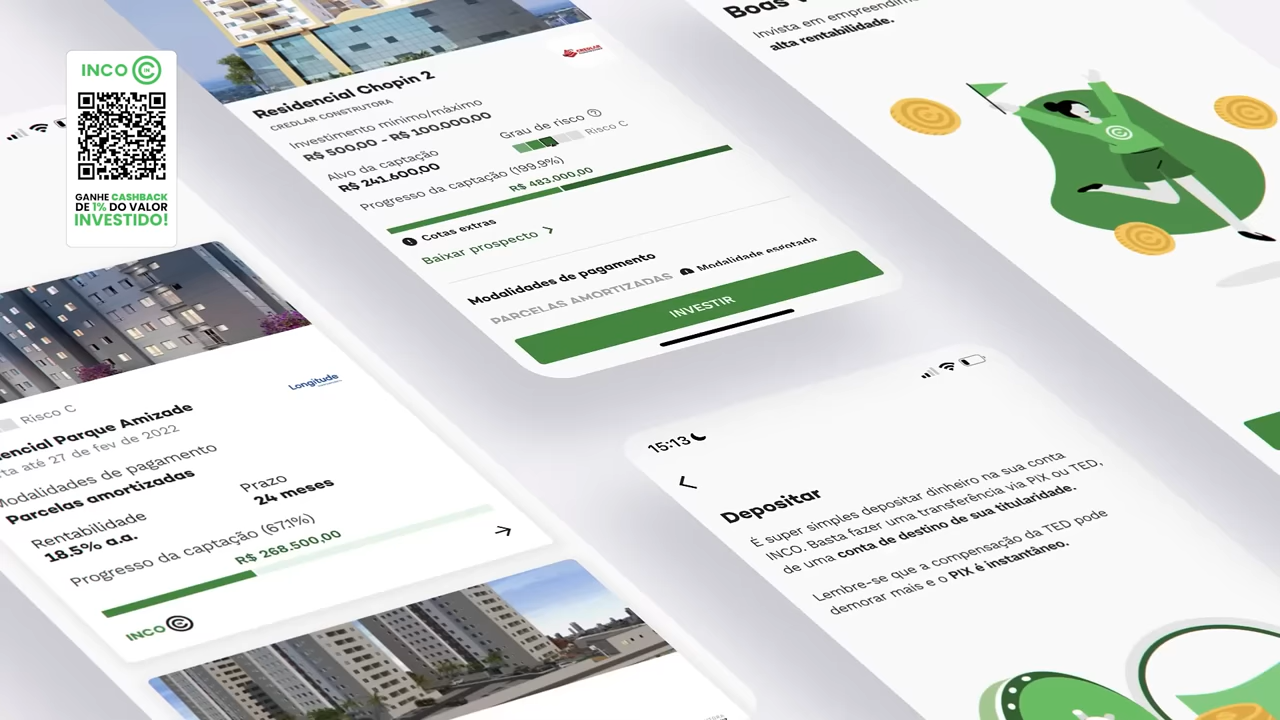 INCO
GANHE CASHBACK
DE 1% DO VALOR
INVESTIDO!
Risco C
Parque Amizade
até 27 de fev de 2022
Modalidades de pagamento
Parcelas amortizadas
Prazo
24 meses
Rentabilidade
18.5% a.a.
Progresso da captação (67.1%)
R$ 268.500,00
INCO
Longitude
Residencial Chopin 2
CREDLAR CONSTRUTORA
CREDLAR
Investimento mínimo/máximo
R$ 500,00 - R$ 100.000,00
Grau de risco
Risco C
Alvo da captação
R$ 241.600,00
Progresso da captação (199.9%)
R$ 483.000,00
Cotas extras
Baixar prospecto
Modalidades de pagamento
PARCELAS AMORTIZADAS
Modalidade esgotada
INVESTIR
Boas
Invista em
alta rentabilidade.
15:13
Depositar
É super simples depositar dinheiro na sua conta
INCO. Basta fazer uma transferência via PIX ou TED,
de uma conta de destino de sua titularidade.
Lembre-se que a compensação da TED pode
demorar mais e o PIX é instantâneo.